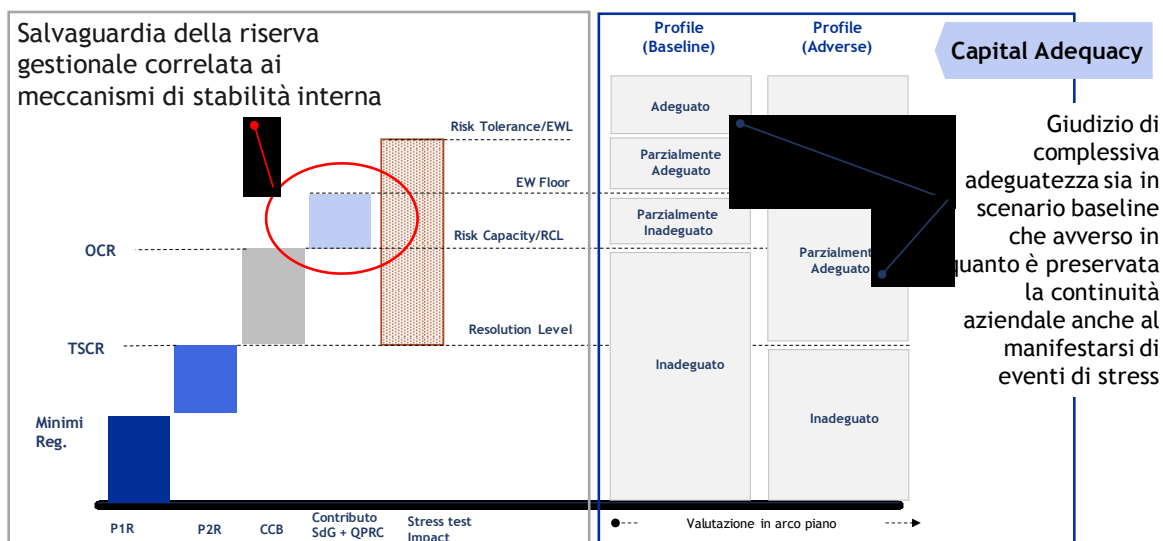 Salvaguardia della riserva
gestionale correlata ai
meccanismi di stabilità interna
Risk Tolerance/EWL
EW Floor
OCR
Risk Capacity/RCL
TSCR
Resolution Level
Minimi
Reg.
P1R
P2R
CCB
Contributo
SdG + QPRC
Stress test
Impact
Profile
(Baseline)
Profile
(Adverse)
Adeguato
Parzialmente
Adeguato
Parzialmente
Inadeguato
Inadeguato
Adeguato
Inadeguato
Valutazione in arco piano
Capital Adequacy
Giudizio di
complessiva
adeguatezza sia in
scenario baseline
che avverso in
quanto è preservata
la continuità
aziendale anche al
manifestarsi di
eventi di stress